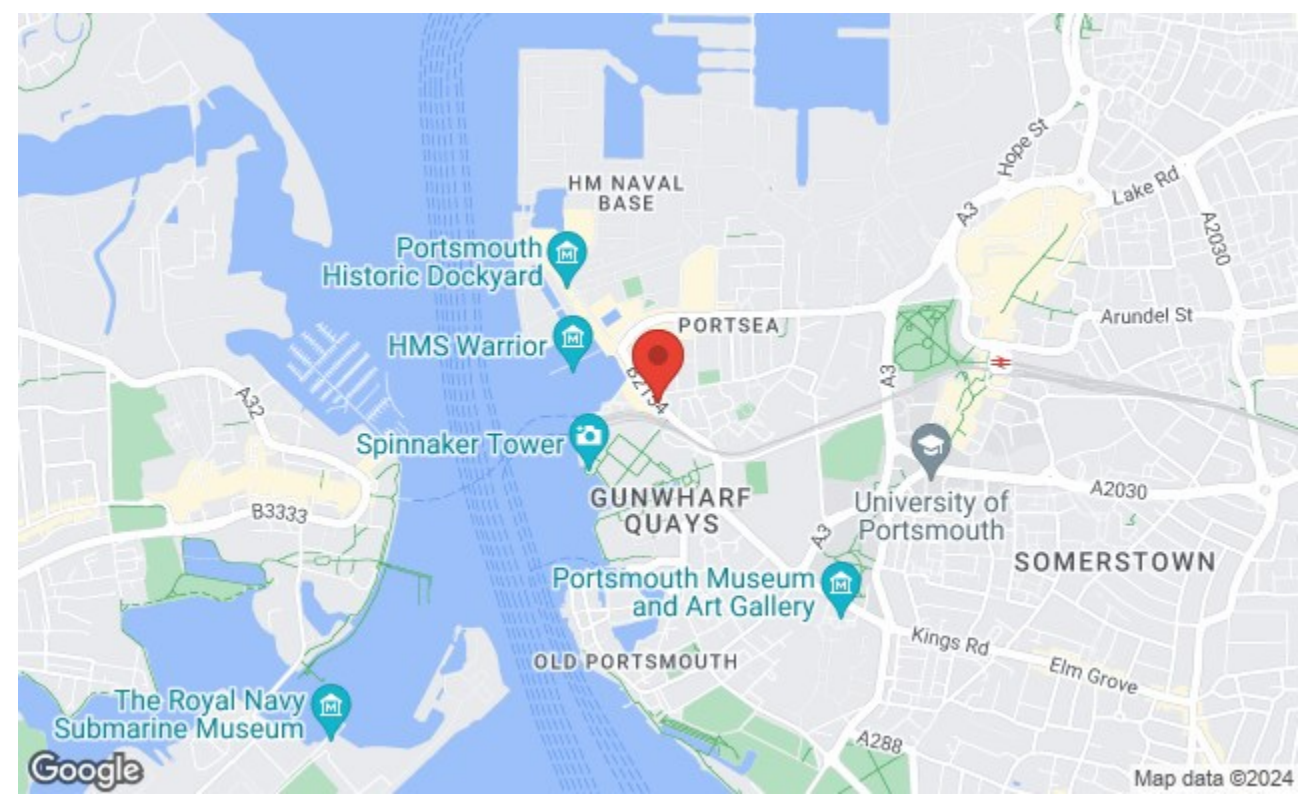 Hope St
Lake Rd
HM NAVAL
BASE
A3
A2030
Portsmouth
Historic Dockyard
Arundel St
PORTSEA
HMS Warrior
B2154
A3
A32
Spinnaker Tower
GUNWHARF
QUAYS
A2030
University of
Portsmouth
B3333
A3
SOMERSTOWN
Portsmouth Museum
and Art Gallery
Kings Rd
OLD PORTSMOUTH
Elm Grove
The Royal Navy
Submarine Museum
A288
Google
Map data ©2024